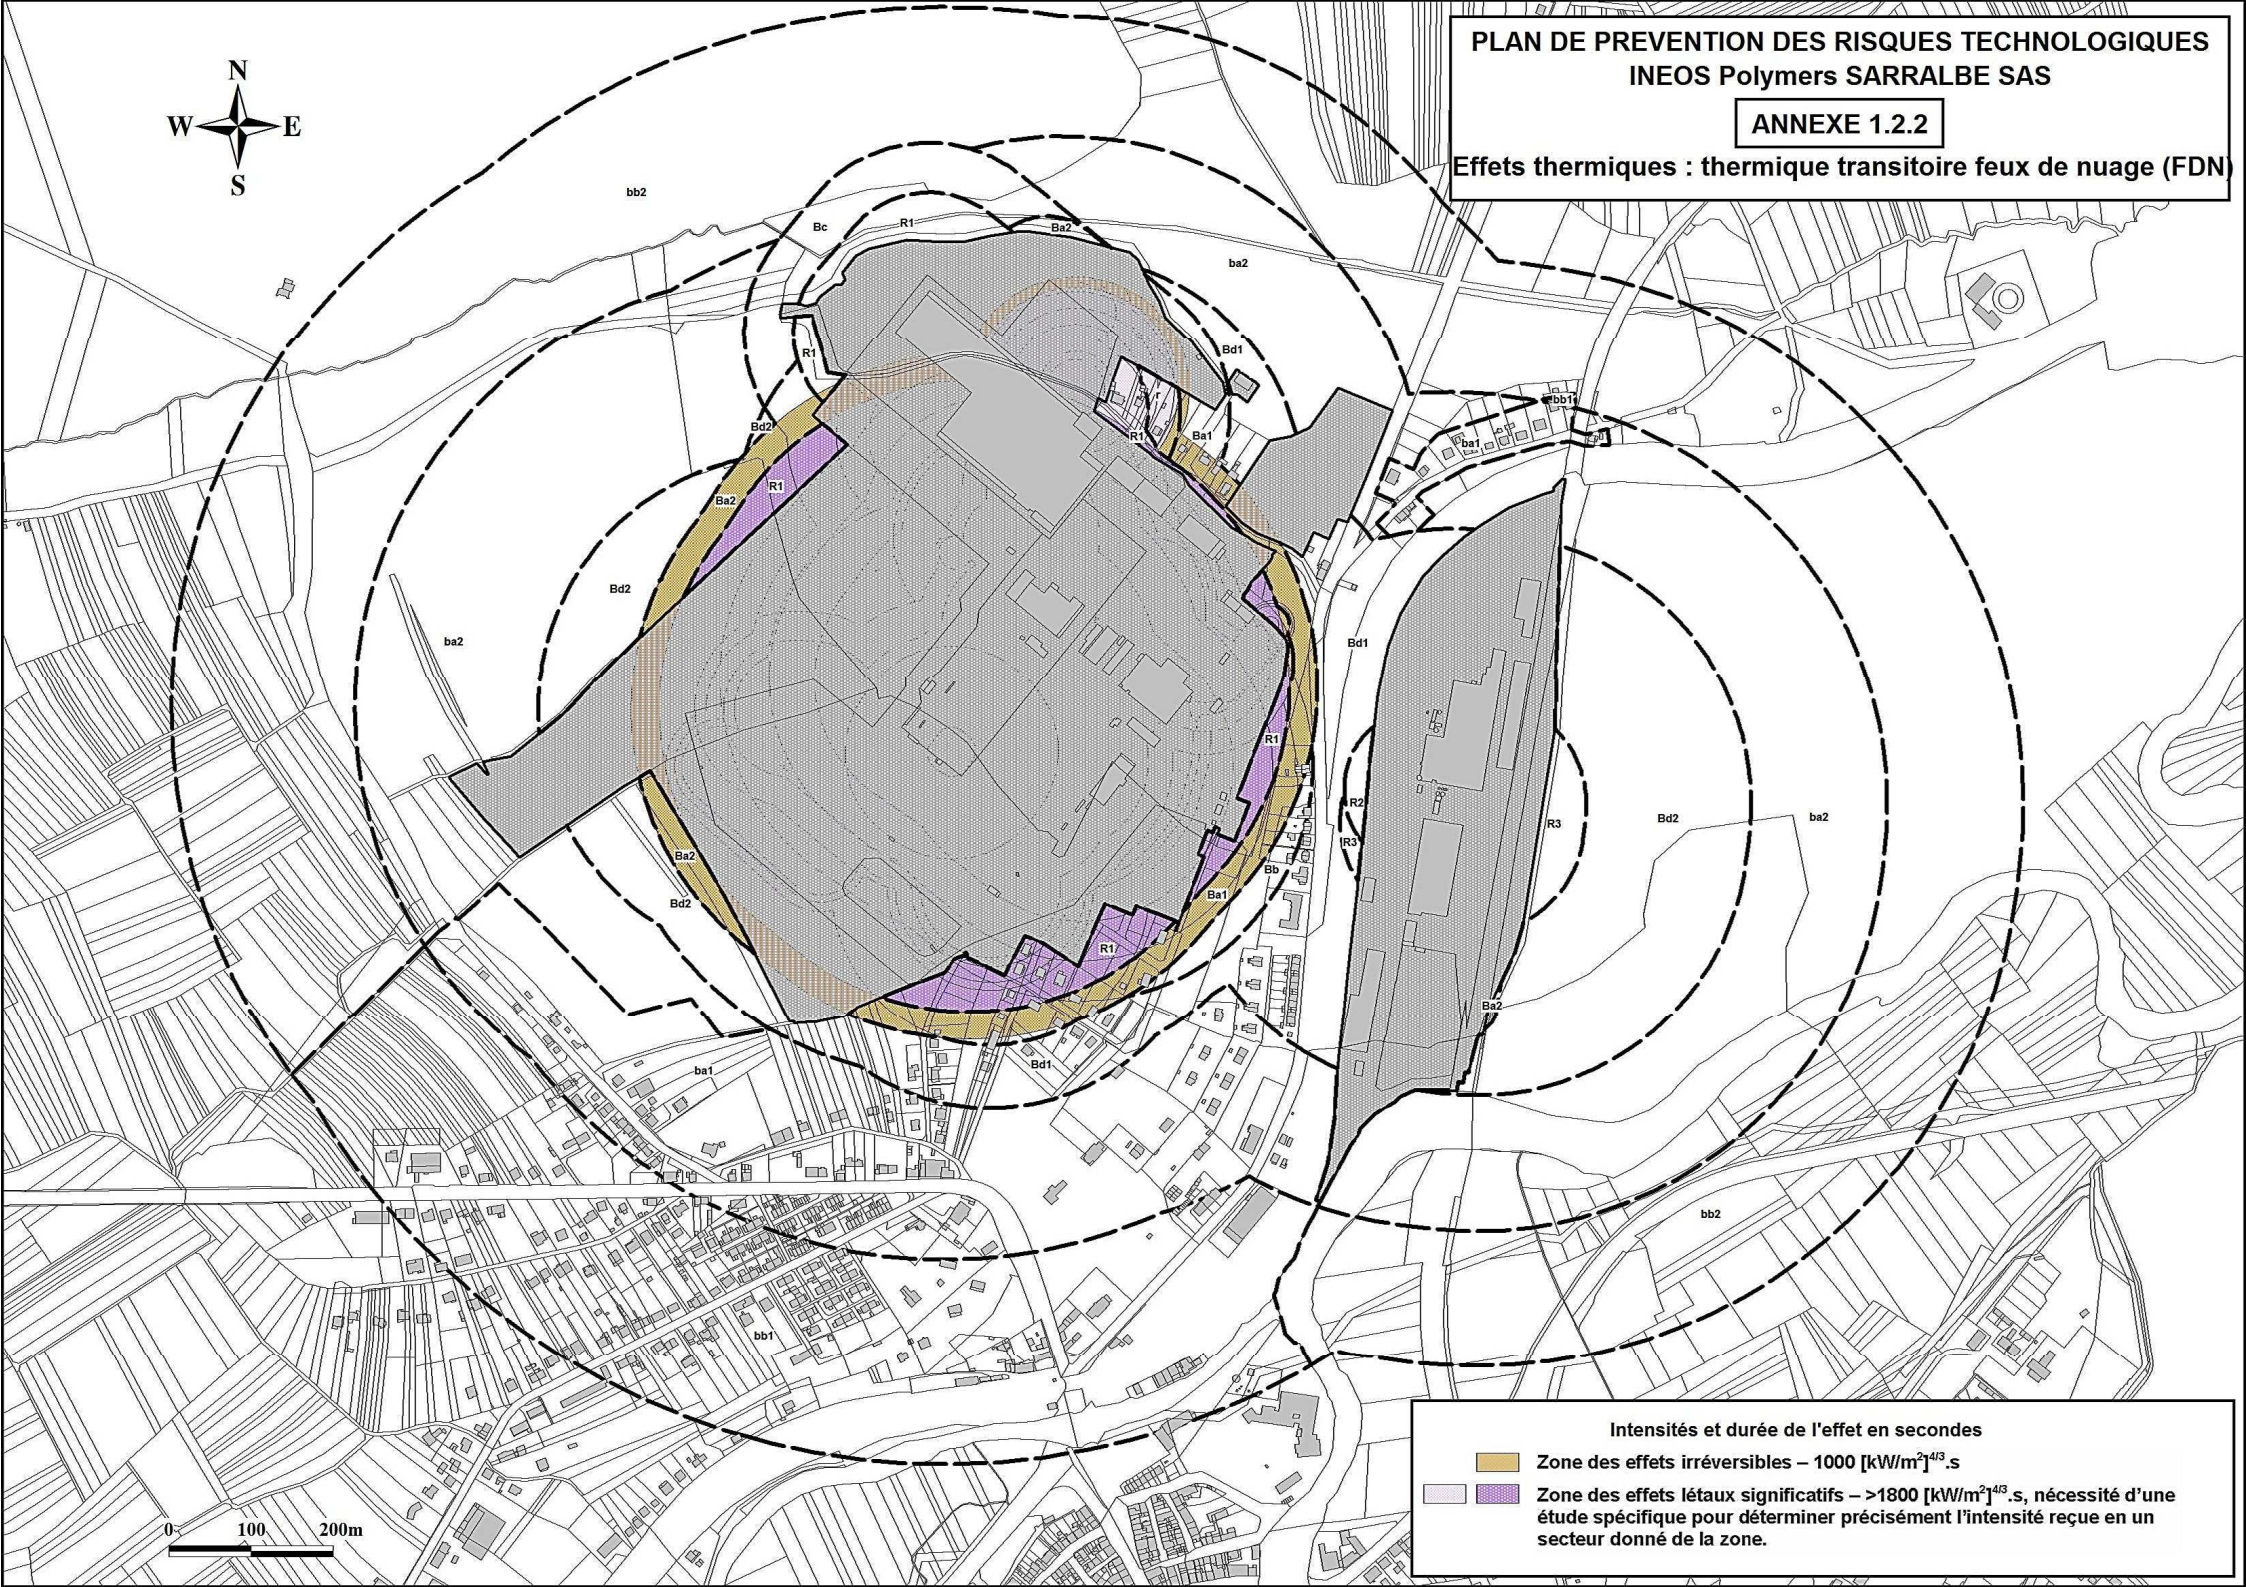 PLAN DE PREVENTION DES RISQUES TECHNOLOGIQUES
INEOS Polymers SARRALBE SAS
ANNEXE 1.2.2
Effets thermiques : thermique transitoire feux de nuage (FDN)
N
W E
S
bb2
Bc
R1
Ba2
ba2
R1
Bd1
r
bb1
Bd2
R1
Ba1
ba1
R1
Ba2
Bd2
ba2
Bd1
R1
R2
R3
R3
Bd2
ba2
Ba2
Bb
Ba1
Bd2
R1
Ba2
Bd1
ba1
bb2
bb1
Intensités et durée de l'effet en secondes
Zone des effets irréversibles – 1000 [kW/m²]⁴ᐟ³.s
Zone des effets létaux significatifs – >1800 [kW/m²]⁴ᐟ³.s, nécessité d’une
étude spécifique pour déterminer précisément l’intensité reçue en un
secteur donné de la zone.
0 100 200m